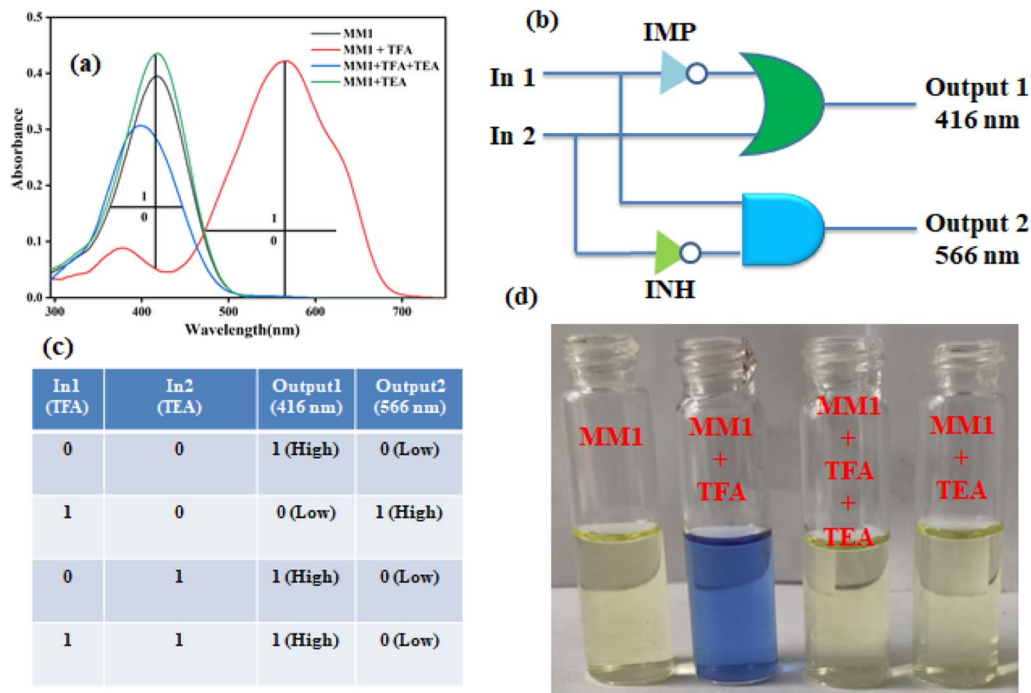 (a)
MM1
MM1 + TFA
MM1+TFA+TEA
MM1+TEA
Absorbance
0.5
0.4
0.3
0.2
0.1
0.0
1
0
1
0
300 400 500 600 700
Wavelength(nm)
(b)
IMP
In 1
In 2
Output 1
416 nm
Output 2
566 nm
INH
(c)
In1 In2 Output1 Output2
(TFA) (TEA) (416 nm) (566 nm)
0 0 1 (High) 0 (Low)
1 0 0 (Low) 1 (High)
0 1 1 (High) 0 (Low)
1 1 1 (High) 0 (Low)
(d)
MM1
MM1
+
TFA
MM1
+
TFA
+
TEA
MM1
+
TEA